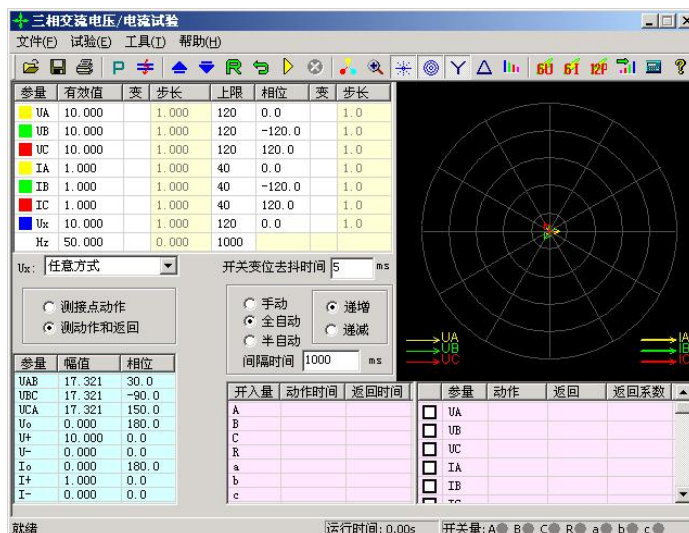 三相交流电压/电流试验
文件(F) 试验(E) 工具(T) 帮助(H)
P R 6U 6I 12P
参量 有效值 变 步长 上限 相位 变 步长
UA 10.000 1.000 120 0.0 1.0
UB 10.000 1.000 120 -120.0 1.0
UC 10.000 1.000 120 120.0 1.0
IA 1.000 1.000 40 0.0 1.0
IB 1.000 1.000 40 -120.0 1.0
IC 1.000 1.000 40 120.0 1.0
Ux 10.000 1.000 120 0.0 1.0
Hz 50.000 0.000 1000
Ux: 任意方式 开关变位去抖时间 5 ms
测接点动作
测动作和返回
手动
全自动
半自动
递增
递减
间隔时间 1000 ms
UA
UB
UC
IA
IB
IC
参量 幅值 相位
UAB 17.321 30.0
UBC 17.321 -90.0
UCA 17.321 150.0
Uo 0.000 180.0
U+ 10.000 0.0
U- 0.000 0.0
Io 0.000 180.0
I+ 1.000 0.0
I- 0.000 0.0
开入量 动作时间 返回时间
A
B
C
R
a
b
c
参量 动作 返回 返回系数
UA
UB
UC
IA
IB
IC
就绪 运行时间: 0.00s 开关量: A B C R a b c